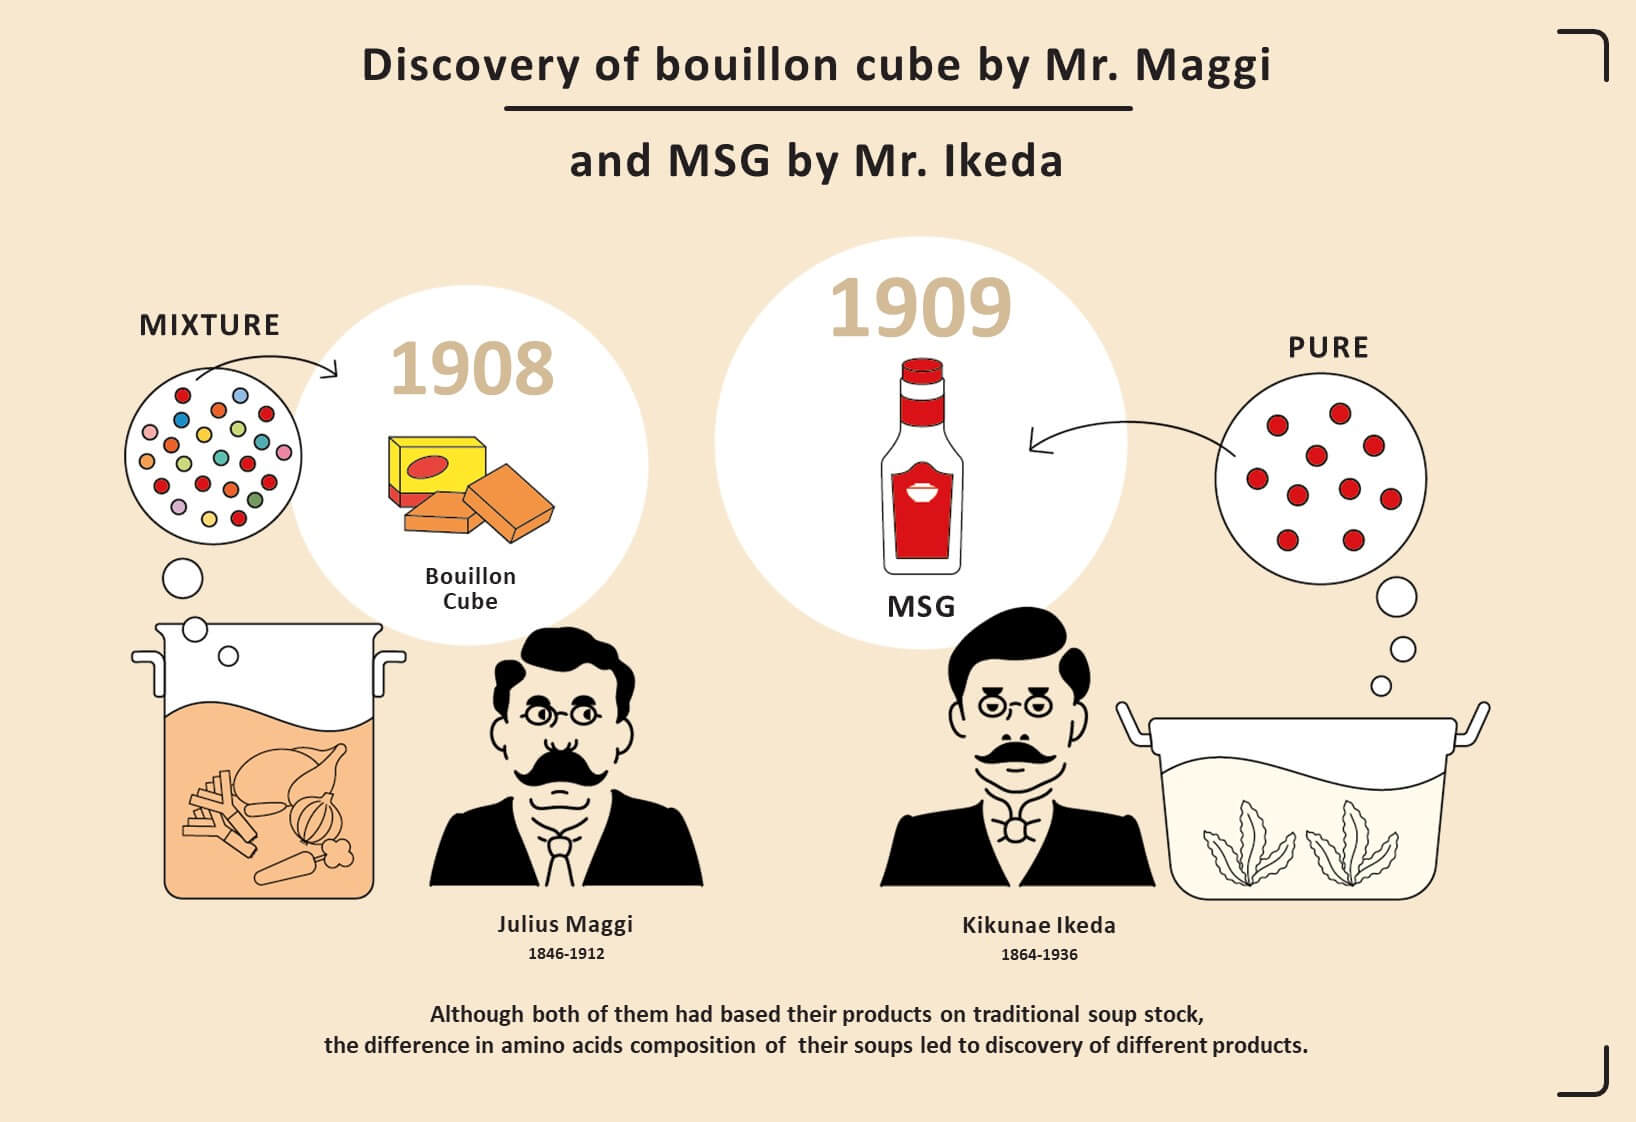 Discovery of bouillon cube by Mr. Maggi
and MSG by Mr. Ikeda
MIXTURE
1908
Bouillon
Cube
1909
MSG
PURE
Julius Maggi
1846-1912
Kikunae Ikeda
1864-1936
Although both of them had based their products on traditional soup stock,
the difference in amino acids composition of their soups led to discovery of different products.